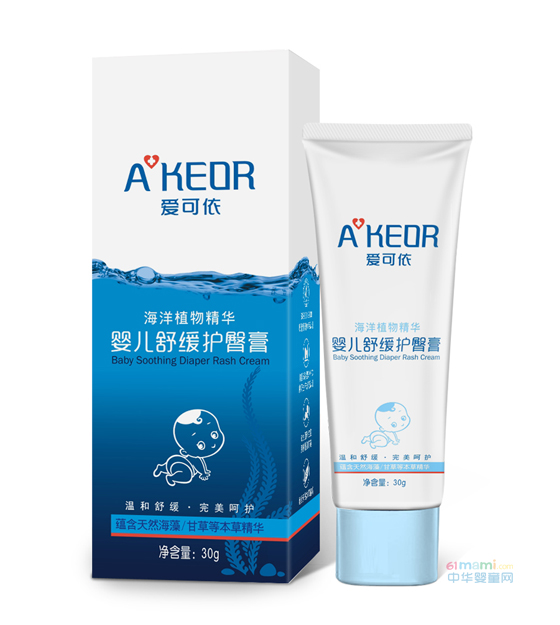 A KEOR
爱可依
海洋植物精华
婴儿舒缓护臀膏
Baby Soothing Diaper Rash Cream
温和舒缓·完美呵护
蕴含天然海藻/甘草等本草精华
净含量：30g
A KEOR
爱可依
海洋植物精华
婴儿舒缓护臀膏
Baby Soothing Diaper Rash Cream
温和舒缓·完美呵护
蕴含天然海藻/甘草等本草精华
净含量：30g
61mami.com
中华婴童网